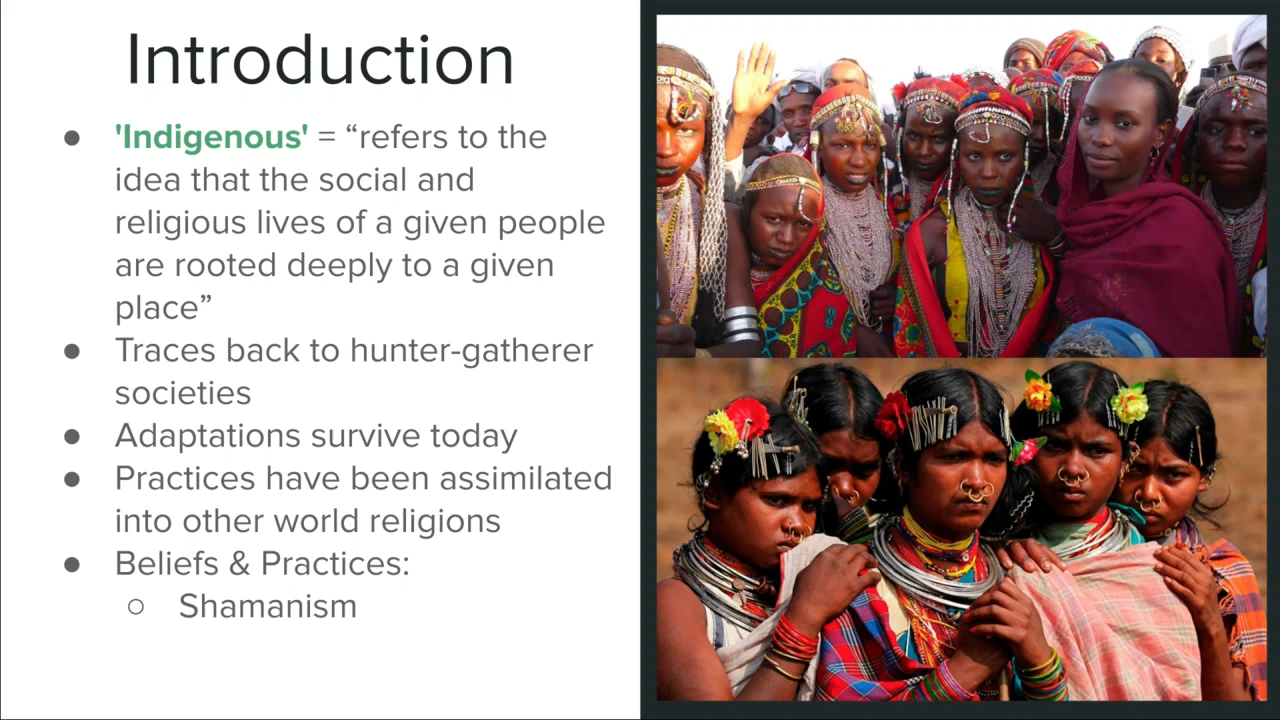 Introduction
● 'Indigenous' = “refers to the
idea that the social and
religious lives of a given people
are rooted deeply to a given
place”
● Traces back to hunter-gatherer
societies
● Adaptations survive today
● Practices have been assimilated
into other world religions
● Beliefs & Practices:
○ Shamanism